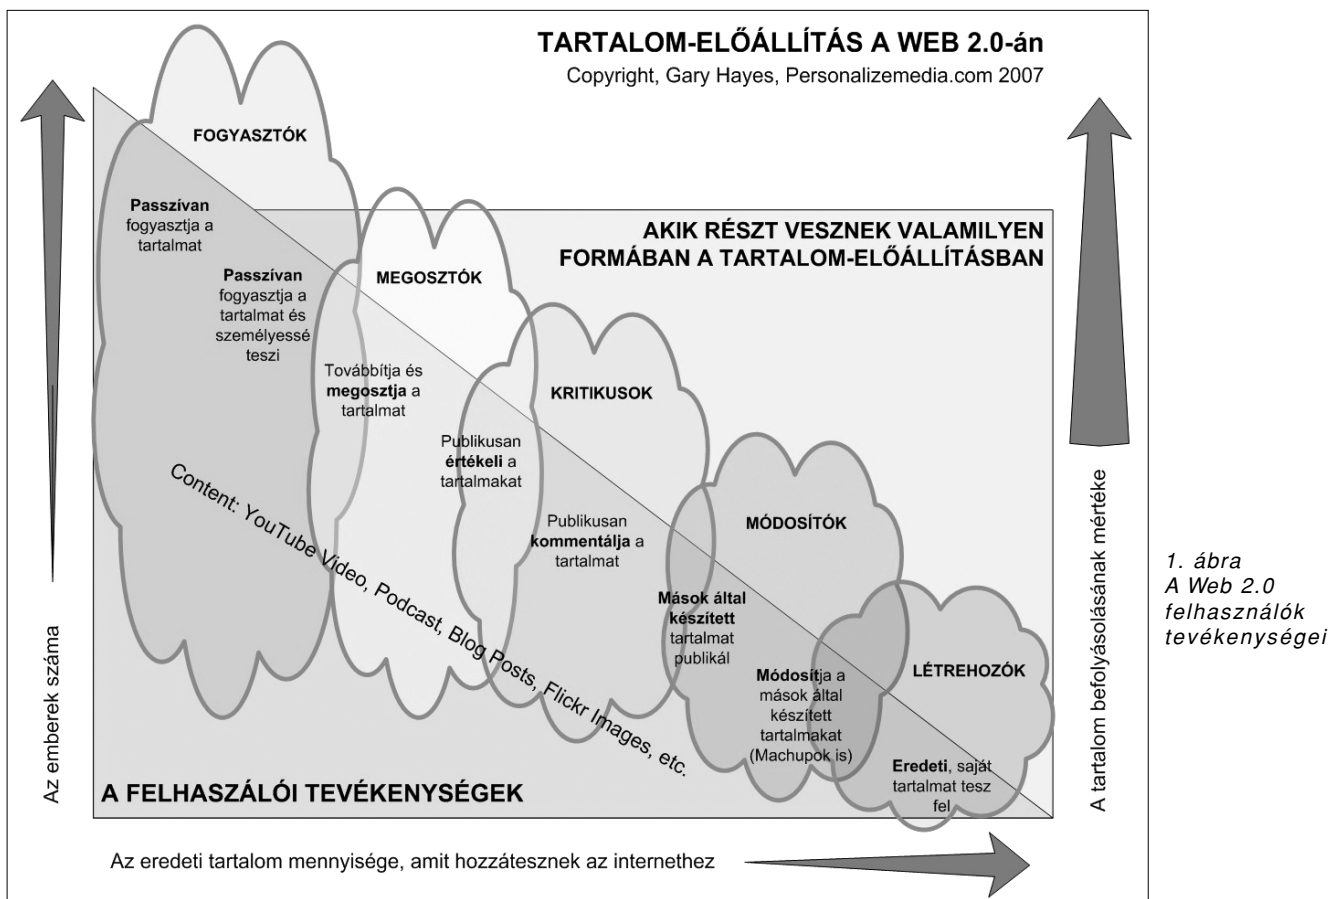 TARTALOM-ELŐÁLLÍTÁS A WEB 2.0-án
Copyright, Gary Hayes, Personalizemedia.com 2007
FOGYASZTÓK
Passzívan
fogyasztja a
tartalmat
Passzívan
fogyasztja a
tartalmat és
személyessé
teszi
AKIK RÉSZT VESZNEK VALAMILYEN
FORMÁBAN A TARTALOM-ELŐÁLLÍTÁSBAN
MEGOSZTÓK
Továbbítja és
megosztja a
tartalmat
KRITIKUSOK
Publikusan
értékeli a
tartalmakat
Publikusan
kommentálja a
tartalmat
MÓDOSÍTÓK
Mások által
készített
tartalmat
publikál
Módosítja a
mások által
készített
tartalmakat
(Machupok is)
LÉTREHOZÓK
Eredeti, saját
tartalmat tesz
fel
Content: YouTube Video, Podcast, Blog Posts, Flickr Images, etc.
A FELHASZÁLÓI TEVÉKENYSÉGEK
Az emberek száma
A tartalom befolyásolásának mértéke
Az eredeti tartalom mennyisége, amit hozzátesznek az internethez
1. ábra
A Web 2.0
felhasználók
tevékenységei